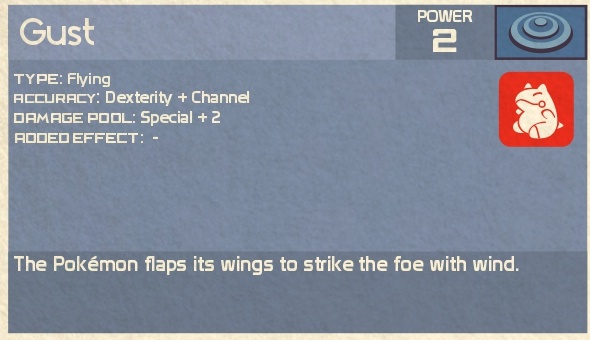 Gust
POWER
2
TYPE: Flying
ACCURACY: Dexterity + Channel
DAMAGE POOL: Special + 2
ADDED EFFECT: -
The Pokémon flaps its wings to strike the foe with wind.